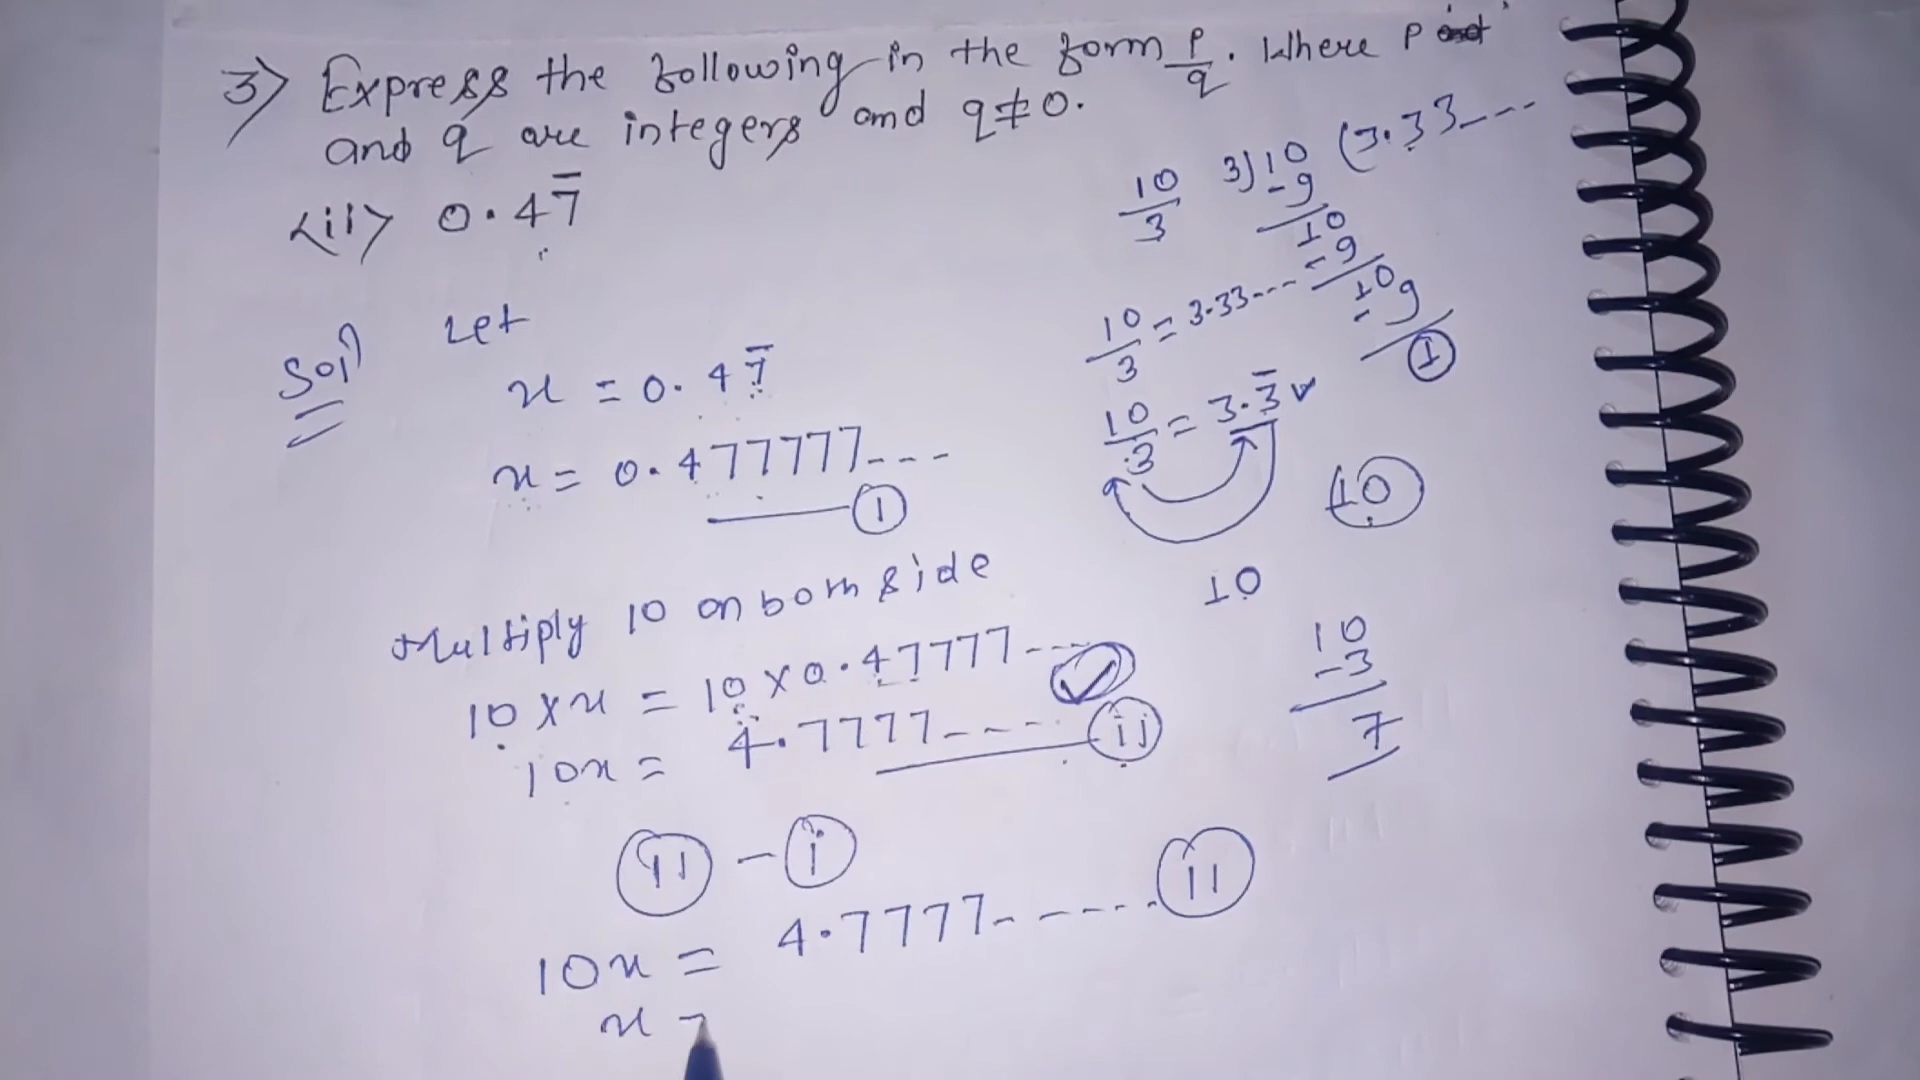 3) Express the following in the form p/q. Where P
and q are integers and q≠0.
<ii> 0.47̅
Sol
Let
x = 0.47̅
x = 0.477777---
①
Multiply 10 on both side
10 × x = 10 × 0.47777---
10x = 4.7777----
ii
ii - i
10x = 4.7777------ ii
x =
10/3
3)10(3.33---
-9
10
-9
10
-9
①
10/3 = 3.33---
10/3 = 3.3̅ ✓
10
10
10
-3
7